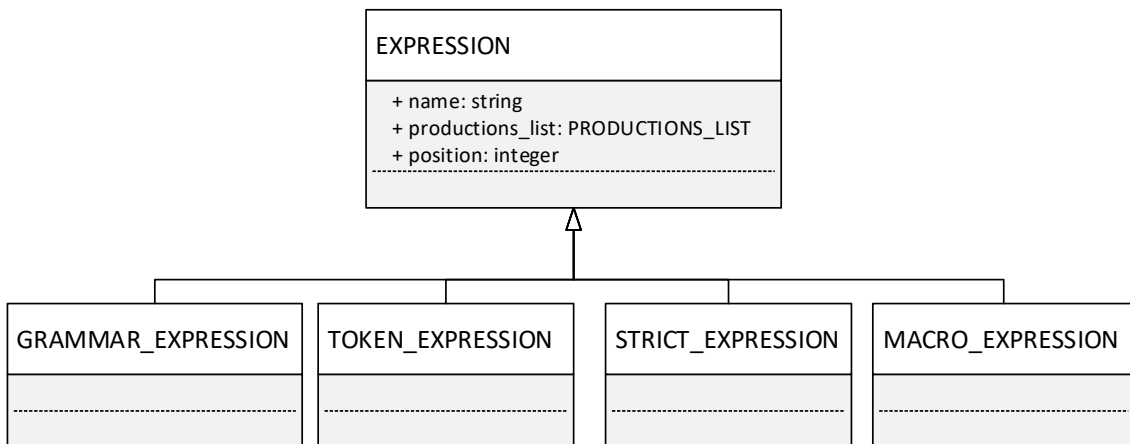 EXPRESSION
+ name: string
+ productions_list: PRODUCTIONS_LIST
+ position: integer
GRAMMAR_EXPRESSION
TOKEN_EXPRESSION
STRICT_EXPRESSION
MACRO_EXPRESSION